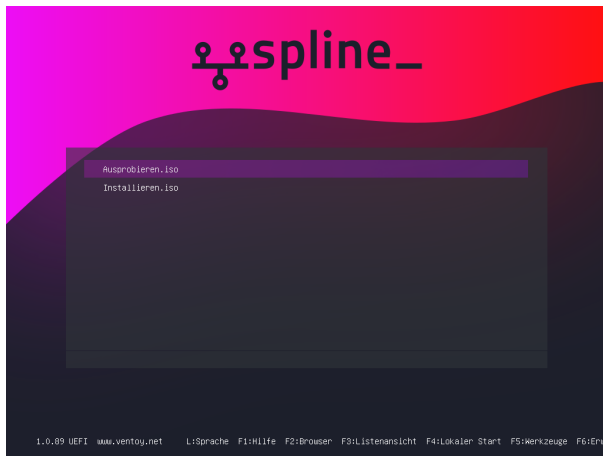 spline_
Ausprobieren.iso
Installieren.iso
1.0.89 UEFI www.ventoy.net L:Sprache F1:Hilfe F2:Browser F3:Listenansicht F4:Lokaler Start F5:Werkzeuge